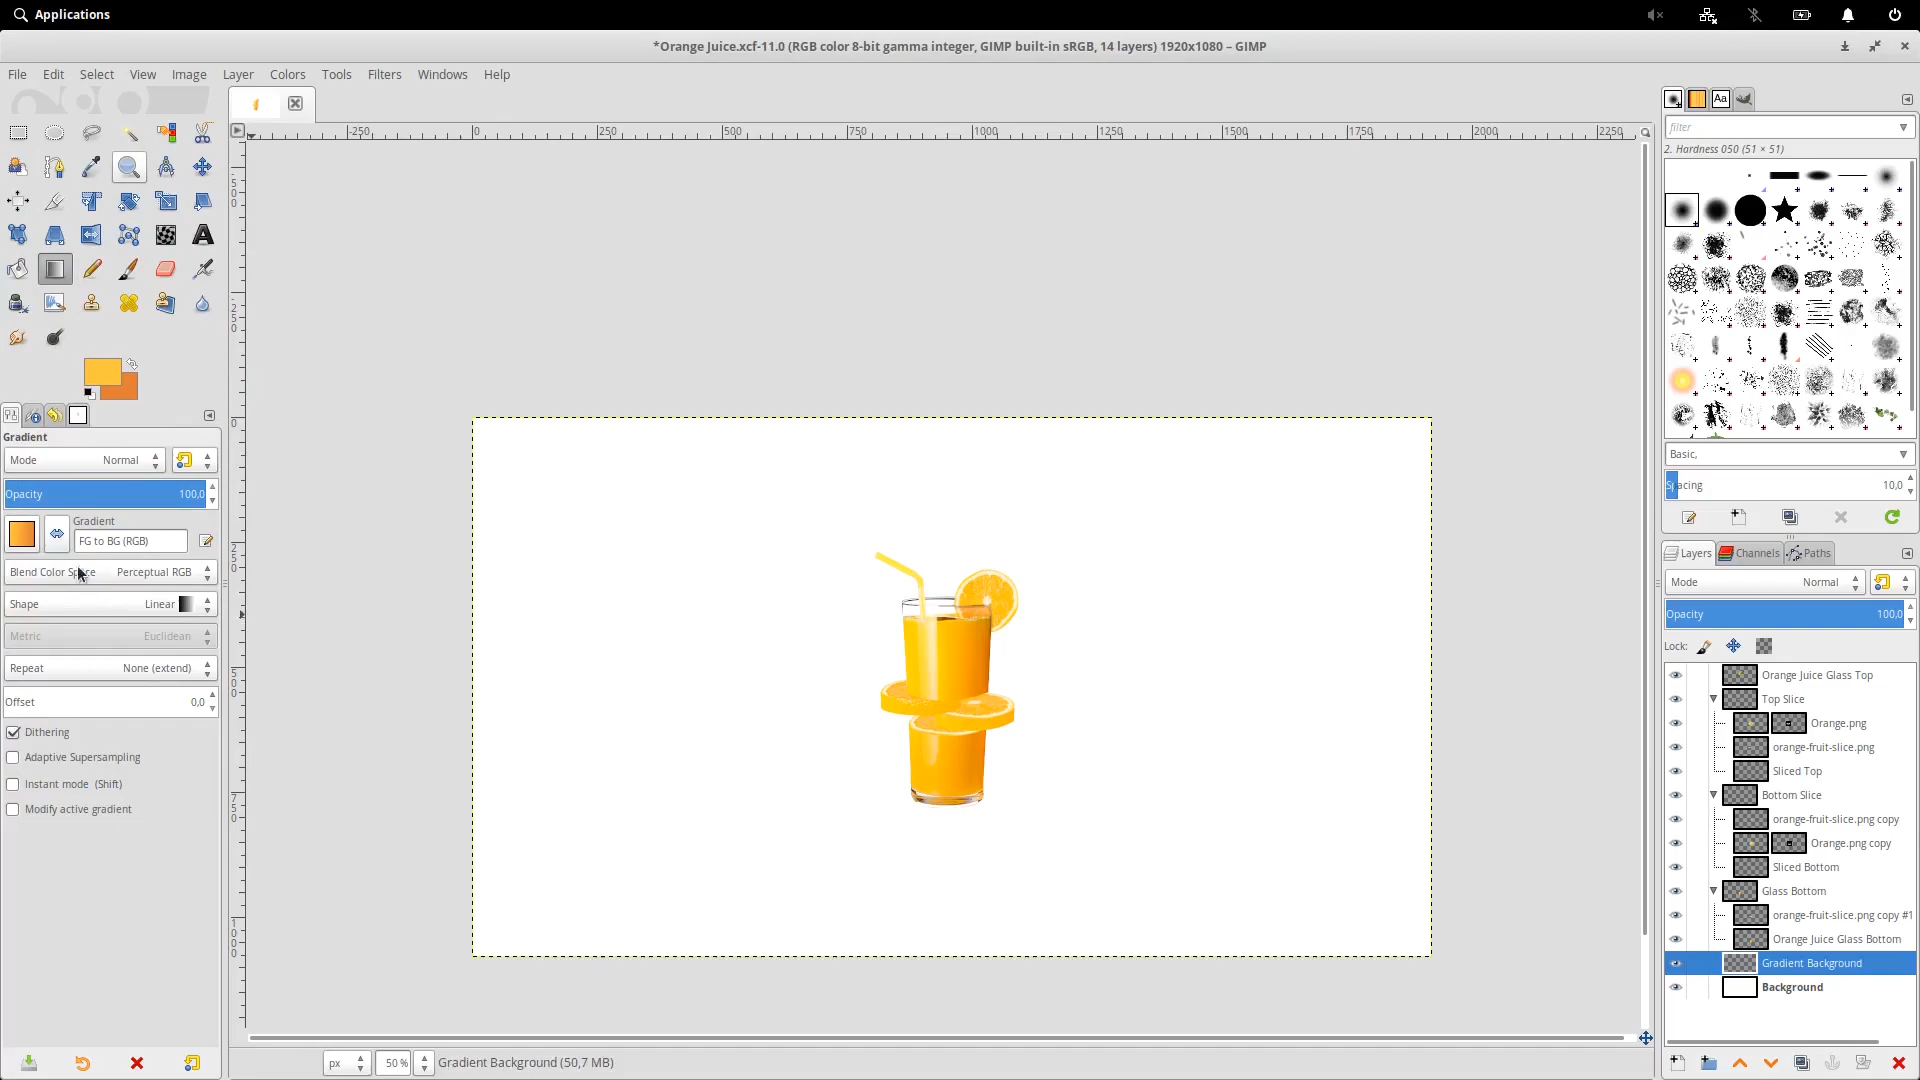 Applications
*Orange Juice.xcf-11.0 (RGB color 8-bit gamma integer, GIMP built-in sRGB, 14 layers) 1920x1080 – GIMP
File Edit Select View Image Layer Colors Tools Filters Windows Help
-250 0 250 500 750 1000 1250 1500 1750 2000 2250
filter
2. Hardness 050 (51 × 51)
Basic,
Spacing 10,0
Gradient
Mode Normal
Opacity 100,0
Gradient
FG to BG (RGB)
Blend Color Space Perceptual RGB
Shape Linear
Metric Euclidean
Repeat None (extend)
Offset 0,0
Dithering
Adaptive Supersampling
Instant mode (Shift)
Modify active gradient
-500
-250
0
250
500
750
1000
px 50 % Gradient Background (50,7 MB)
Layers Channels Paths
Mode Normal
Opacity 100,0
Lock:
Orange Juice Glass Top
Top Slice
Orange.png
orange-fruit-slice.png
Sliced Top
Bottom Slice
orange-fruit-slice.png copy
Orange.png copy
Sliced Bottom
Glass Bottom
orange-fruit-slice.png copy #1
Orange Juice Glass Bottom
Gradient Background
Background